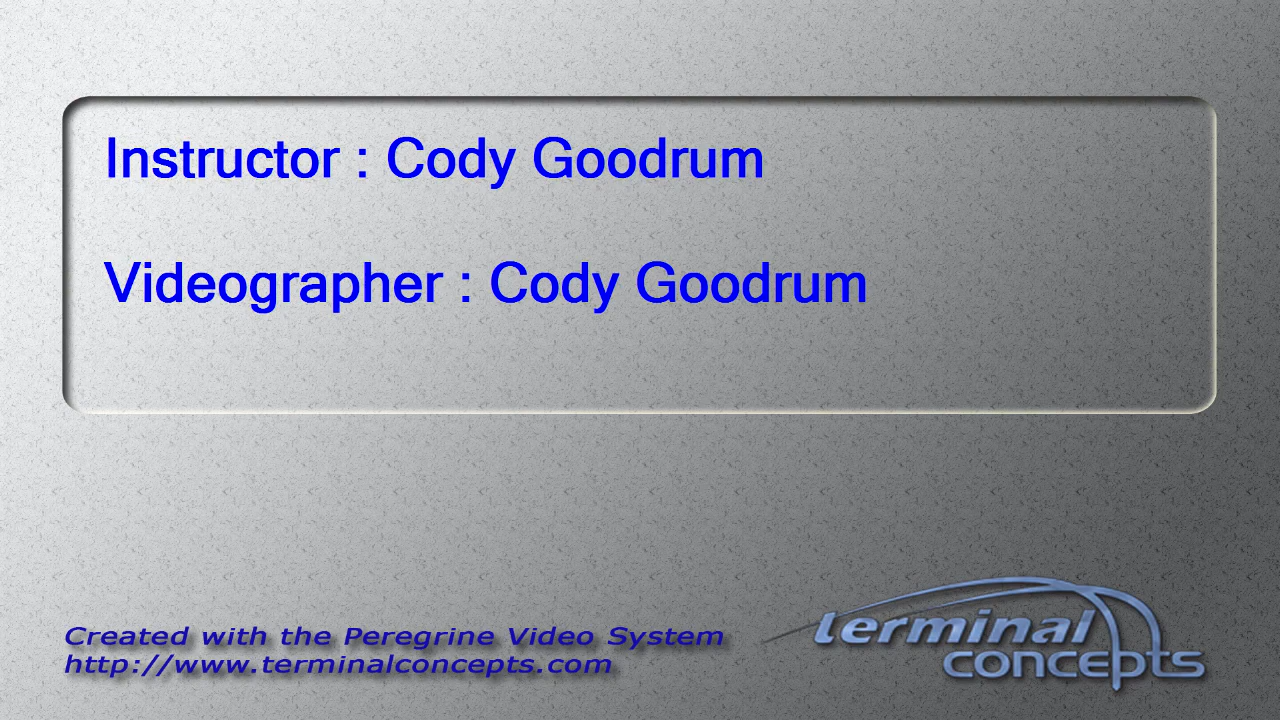 Instructor : Cody Goodrum
Videographer : Cody Goodrum
Created with the Peregrine Video System
http://www.terminalconcepts.com
terminal
concepts